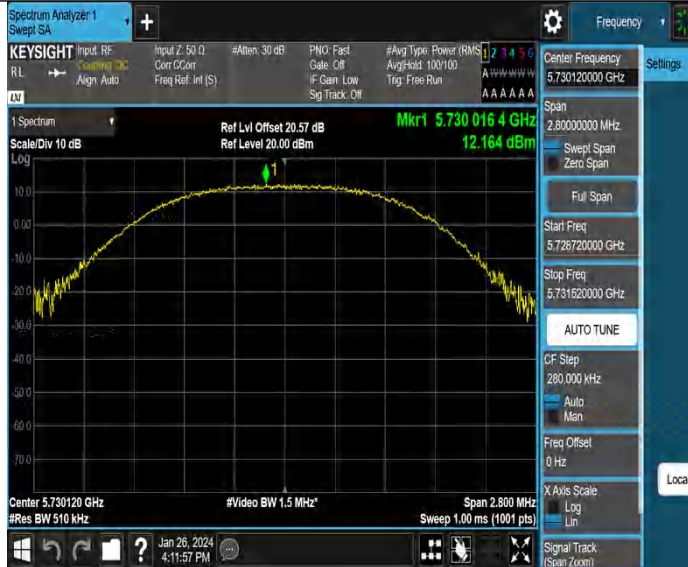 Spectrum Analyzer 1
Swept SA
+
Frequency
KEYSIGHT
RL
LXI
Input: RF
Coupling: DC
Align: Auto
Input Z: 50 Ω
Corr CCorr
Freq Ref: Int (S)
#Atten: 30 dB
PNO: Fast
Gate: Off
IF Gain: Low
Sig Track: Off
#Avg Type: Power (RMS
Avg|Hold: 100/100
Trig: Free Run
1 2 3 4 5 6
A W W W W W
A A A A A A
1 Spectrum
Scale/Div 10 dB
Log
Ref Lvl Offset 20.57 dB
Ref Level 20.00 dBm
Mkr1 5.730 016 4 GHz
12.164 dBm
1
10.0
0.00
-10.0
-20.0
-30.0
-40.0
-50.0
-60.0
-70.0
Center 5.730120 GHz
#Res BW 510 kHz
#Video BW 1.5 MHz*
Span 2.800 MHz
Sweep 1.00 ms (1001 pts)
?
Jan 26, 2024
4:11:57 PM
Center Frequency
5.730120000 GHz
Span
2.80000000 MHz
Swept Span
Zero Span
Full Span
Start Freq
5.728720000 GHz
Stop Freq
5.731520000 GHz
AUTO TUNE
CF Step
280.000 kHz
Auto
Man
Freq Offset
0 Hz
X Axis Scale
Log
Lin
Signal Track
(Span Zoom)
Settings
Loca